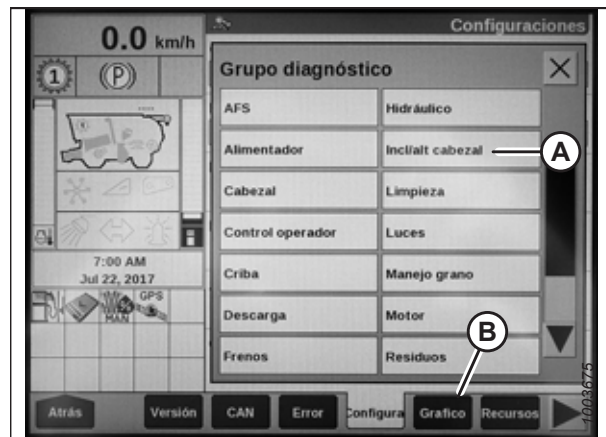 0.0 km/h
Configuraciones
1
(P)
Grupo diagnóstico
AFS
Hidráulico
Alimentador
Incl/alt cabezal
A
Cabezal
Limpieza
Control operador
Luces
7:00 AM
Jul 22, 2017
Criba
Manejo grano
GPS
MAN
Descarga
Motor
B
Frenos
Residuos
Atrás
Versión
CAN
Error
Configura
Grafico
Recursos
1003675